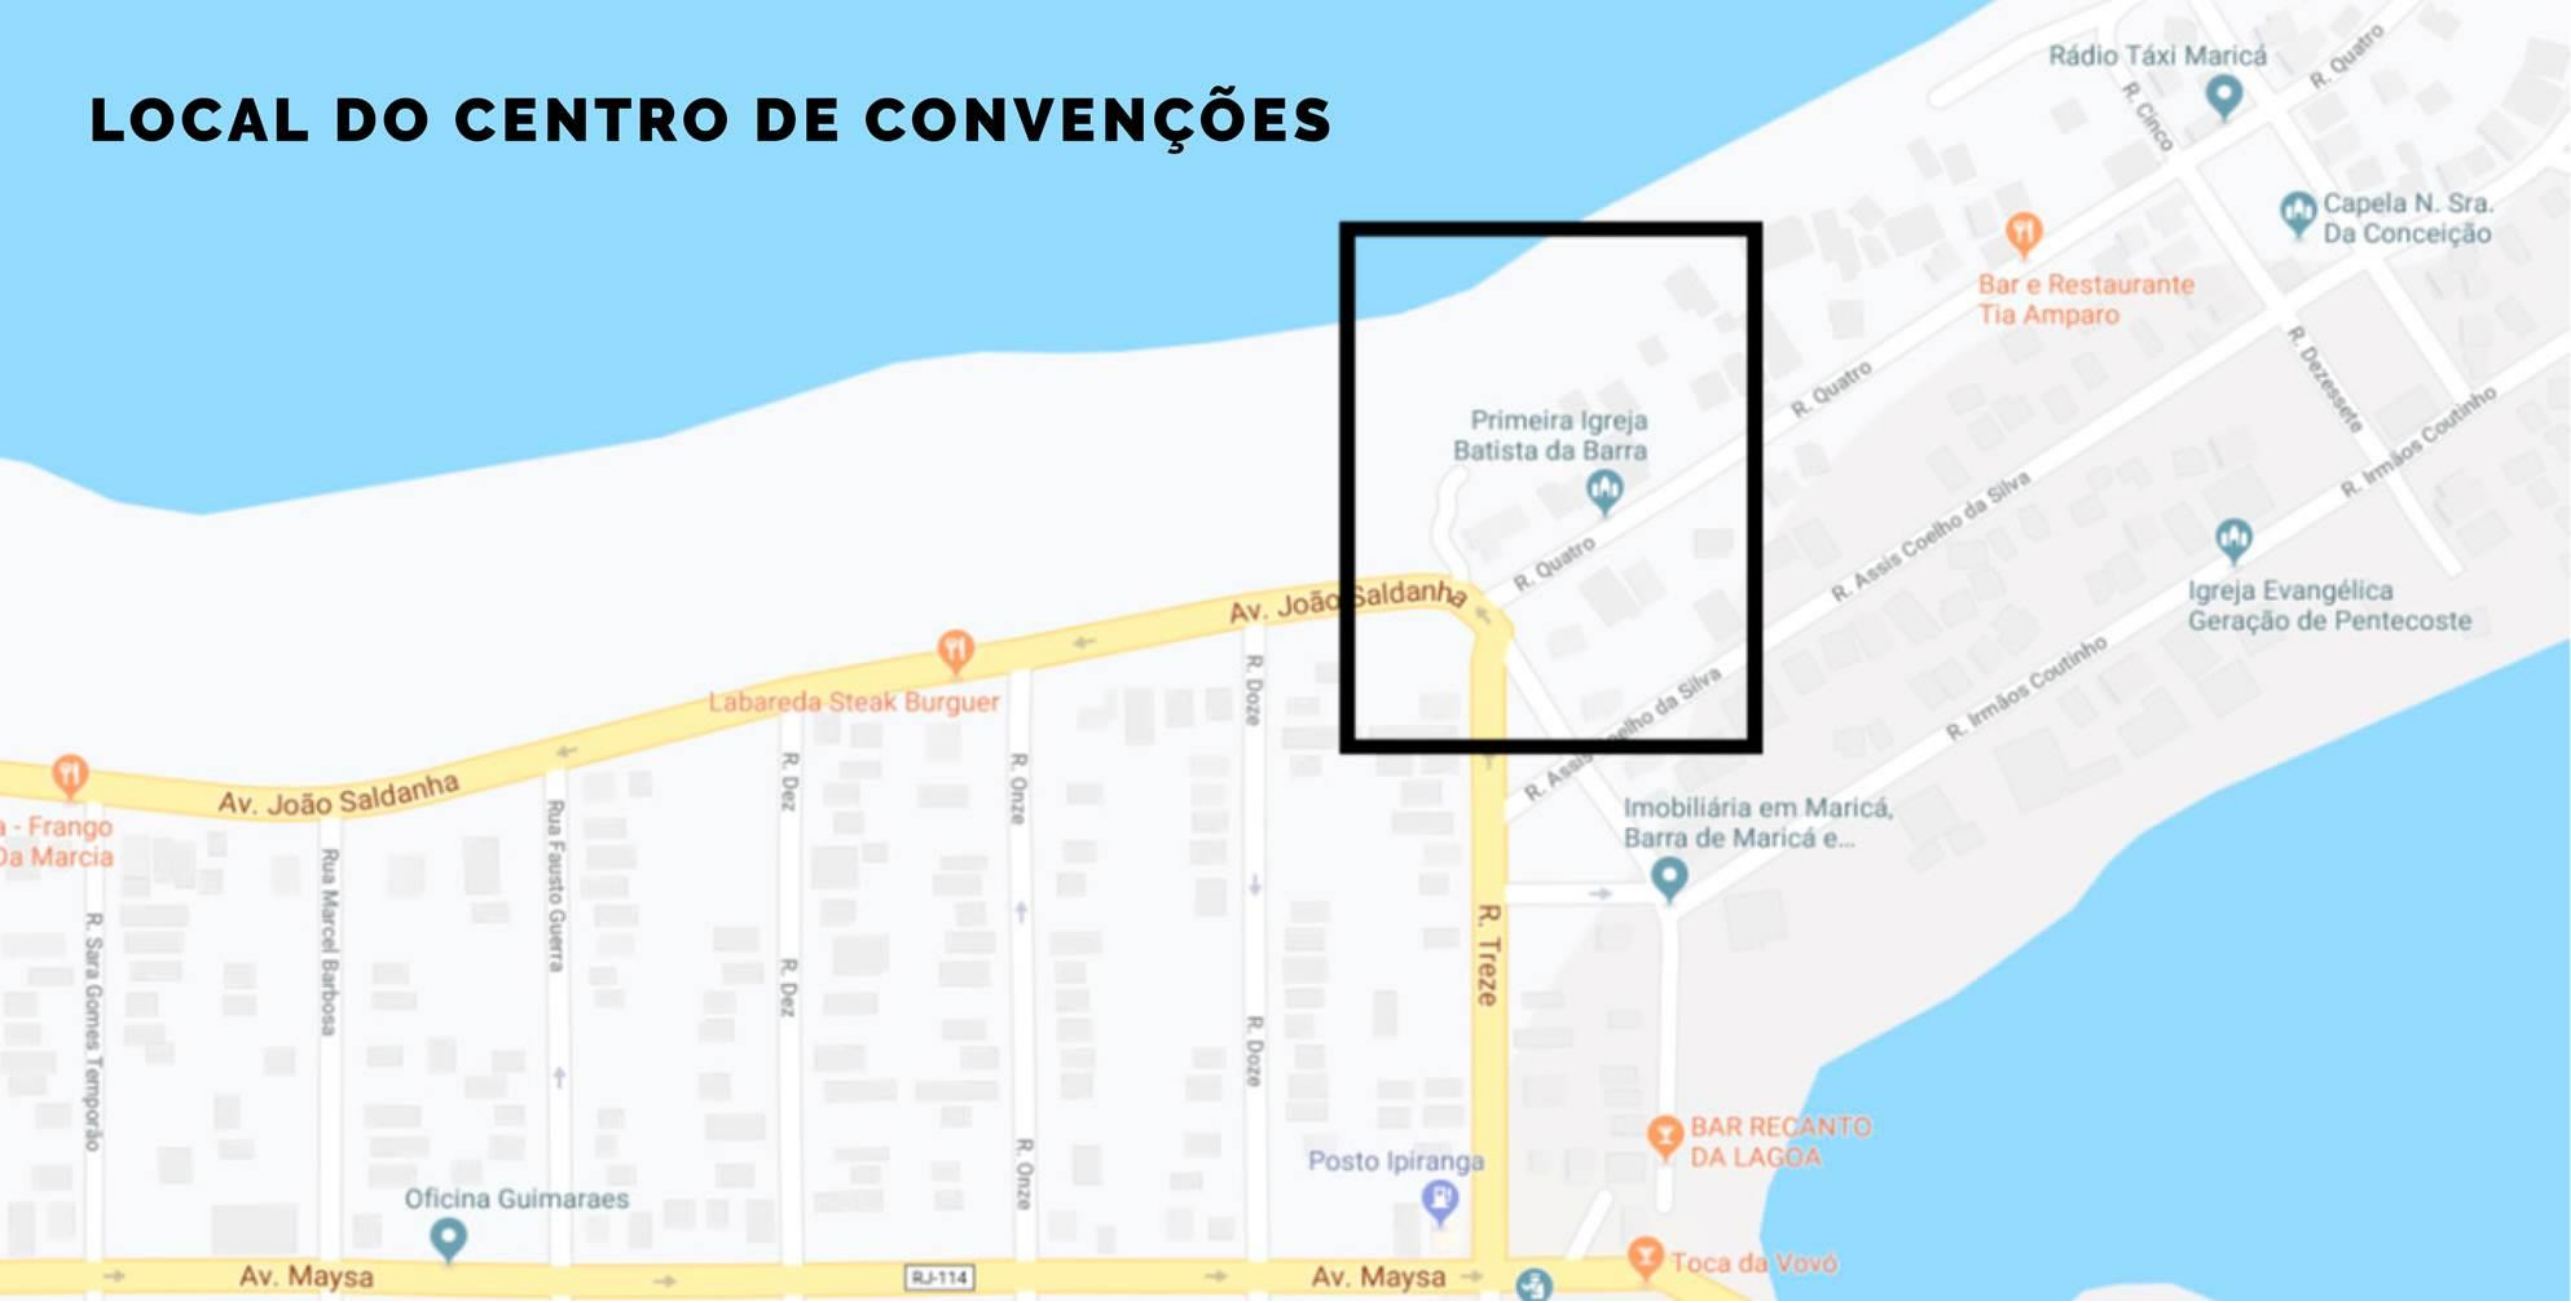 LOCAL DO CENTRO DE CONVENÇÕES
Rádio Táxi Maricá
R. Quatro
R. Cinco
Capela N. Sra.
Da Conceição
Bar e Restaurante
Tia Amparo
R. Quatro
R. Dezessete
R. Irmãos Coutinho
Primeira Igreja
Batista da Barra
R. Quatro
R. Assis Coelho da Silva
Igreja Evangélica
Geração de Pentecoste
Av. João Saldanha
R. Irmãos Coutinho
R. Assis Coelho da Silva
Labareda Steak Burguer
R. Doze
R. Dez
R. Onze
Av. João Saldanha
a - Frango
Da Marcia
Rua Fausto Guerra
Rua Marcel Barbosa
R. Sara Gomes Temporão
Imobiliária em Maricá,
Barra de Maricá e...
R. Treze
R. Dez
R. Doze
R. Onze
BAR RECANTO
DA LAGOA
Posto Ipiranga
Oficina Guimaraes
Toca da Vovó
Av. Maysa
RJ-114
Av. Maysa